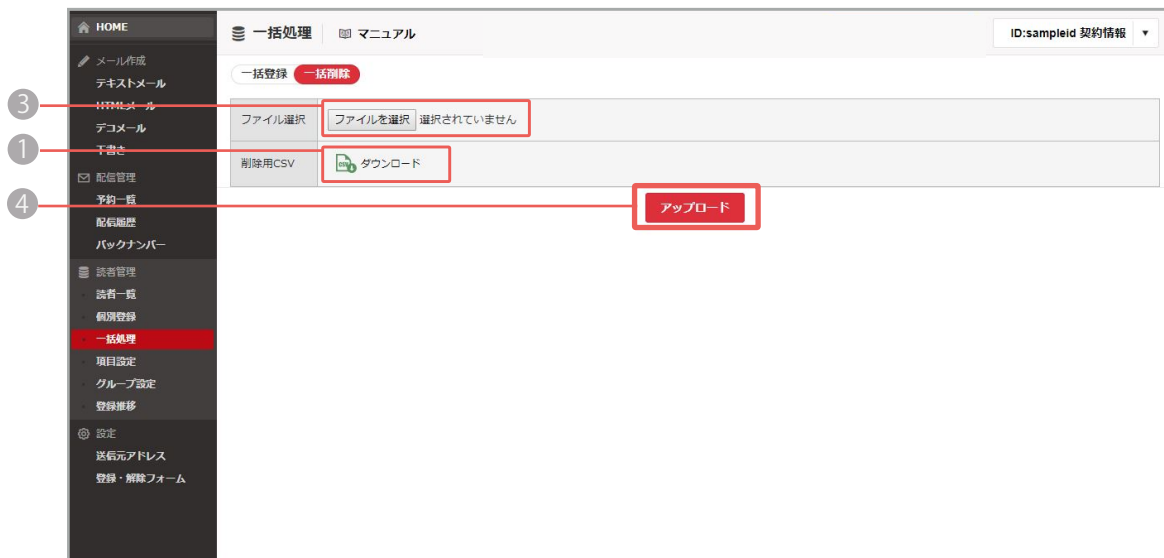 HOME
メール作成
テキストメール
HTMLメール
デコメール
下書き
配信管理
予約一覧
配信履歴
バックナンバー
読者管理
読者一覧
個別登録
一括処理
項目設定
グループ設定
登録推移
設定
送信元アドレス
登録・解除フォーム
一括処理 マニュアル ID:sampleid 契約情報 ▼
一括登録 一括削除
3 ファイル選択 ファイルを選択 選択されていません
1 削除用CSV CSV ダウンロード
4 アップロード